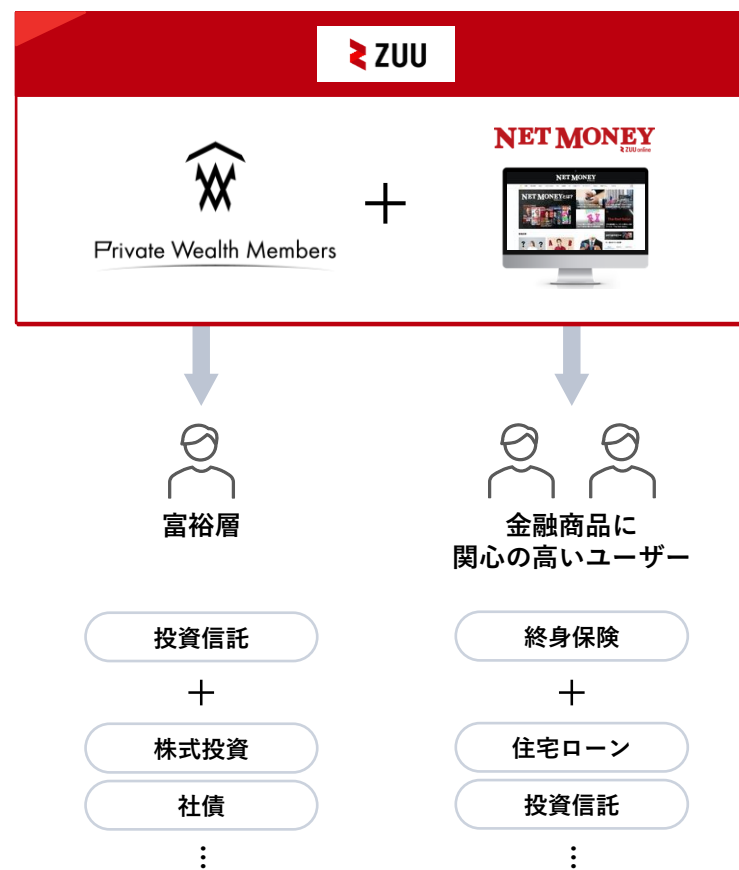 ZUU
NET MONEY
ZUU online
Private Wealth Members
+
NET MONEY
NET MONEY
富裕層
金融商品に
関心の高いユーザー
投資信託
終身保険
+
+
株式投資
住宅ローン
社債
投資信託
⋮
⋮